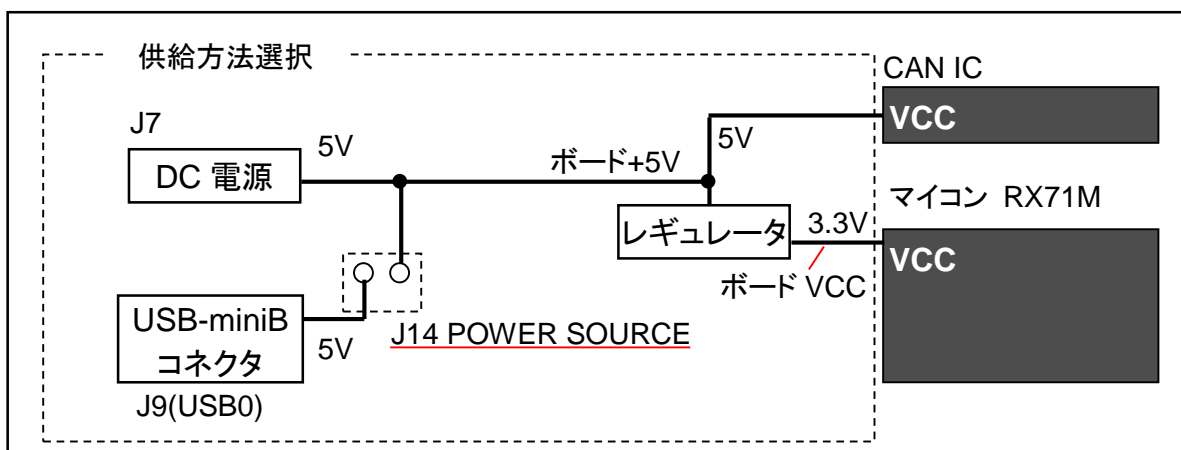 供給方法選択
CAN IC
VCC
J7
5V
DC 電源
ボード+5V
5V
マイコン RX71M
レギュレータ
3.3V
VCC
ボード VCC
USB-miniB
コネクタ
5V
J14 POWER SOURCE
J9(USB0)